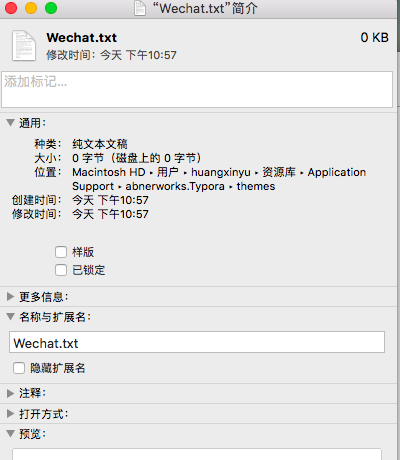 “Wechat.txt”简介
Wechat.txt 0 KB
修改时间：今天 下午10:57
添加标记...
通用：
种类： 纯文本文稿
大小： 0 字节（磁盘上的 0 字节）
位置： Macintosh HD ▸ 用户 ▸ huangxinyu ▸ 资源库 ▸ Application
Support ▸ abnerworks.Typora ▸ themes
创建时间： 今天 下午10:57
修改时间： 今天 下午10:57
样版
已锁定
更多信息：
名称与扩展名：
Wechat.txt
隐藏扩展名
注释：
打开方式：
预览：